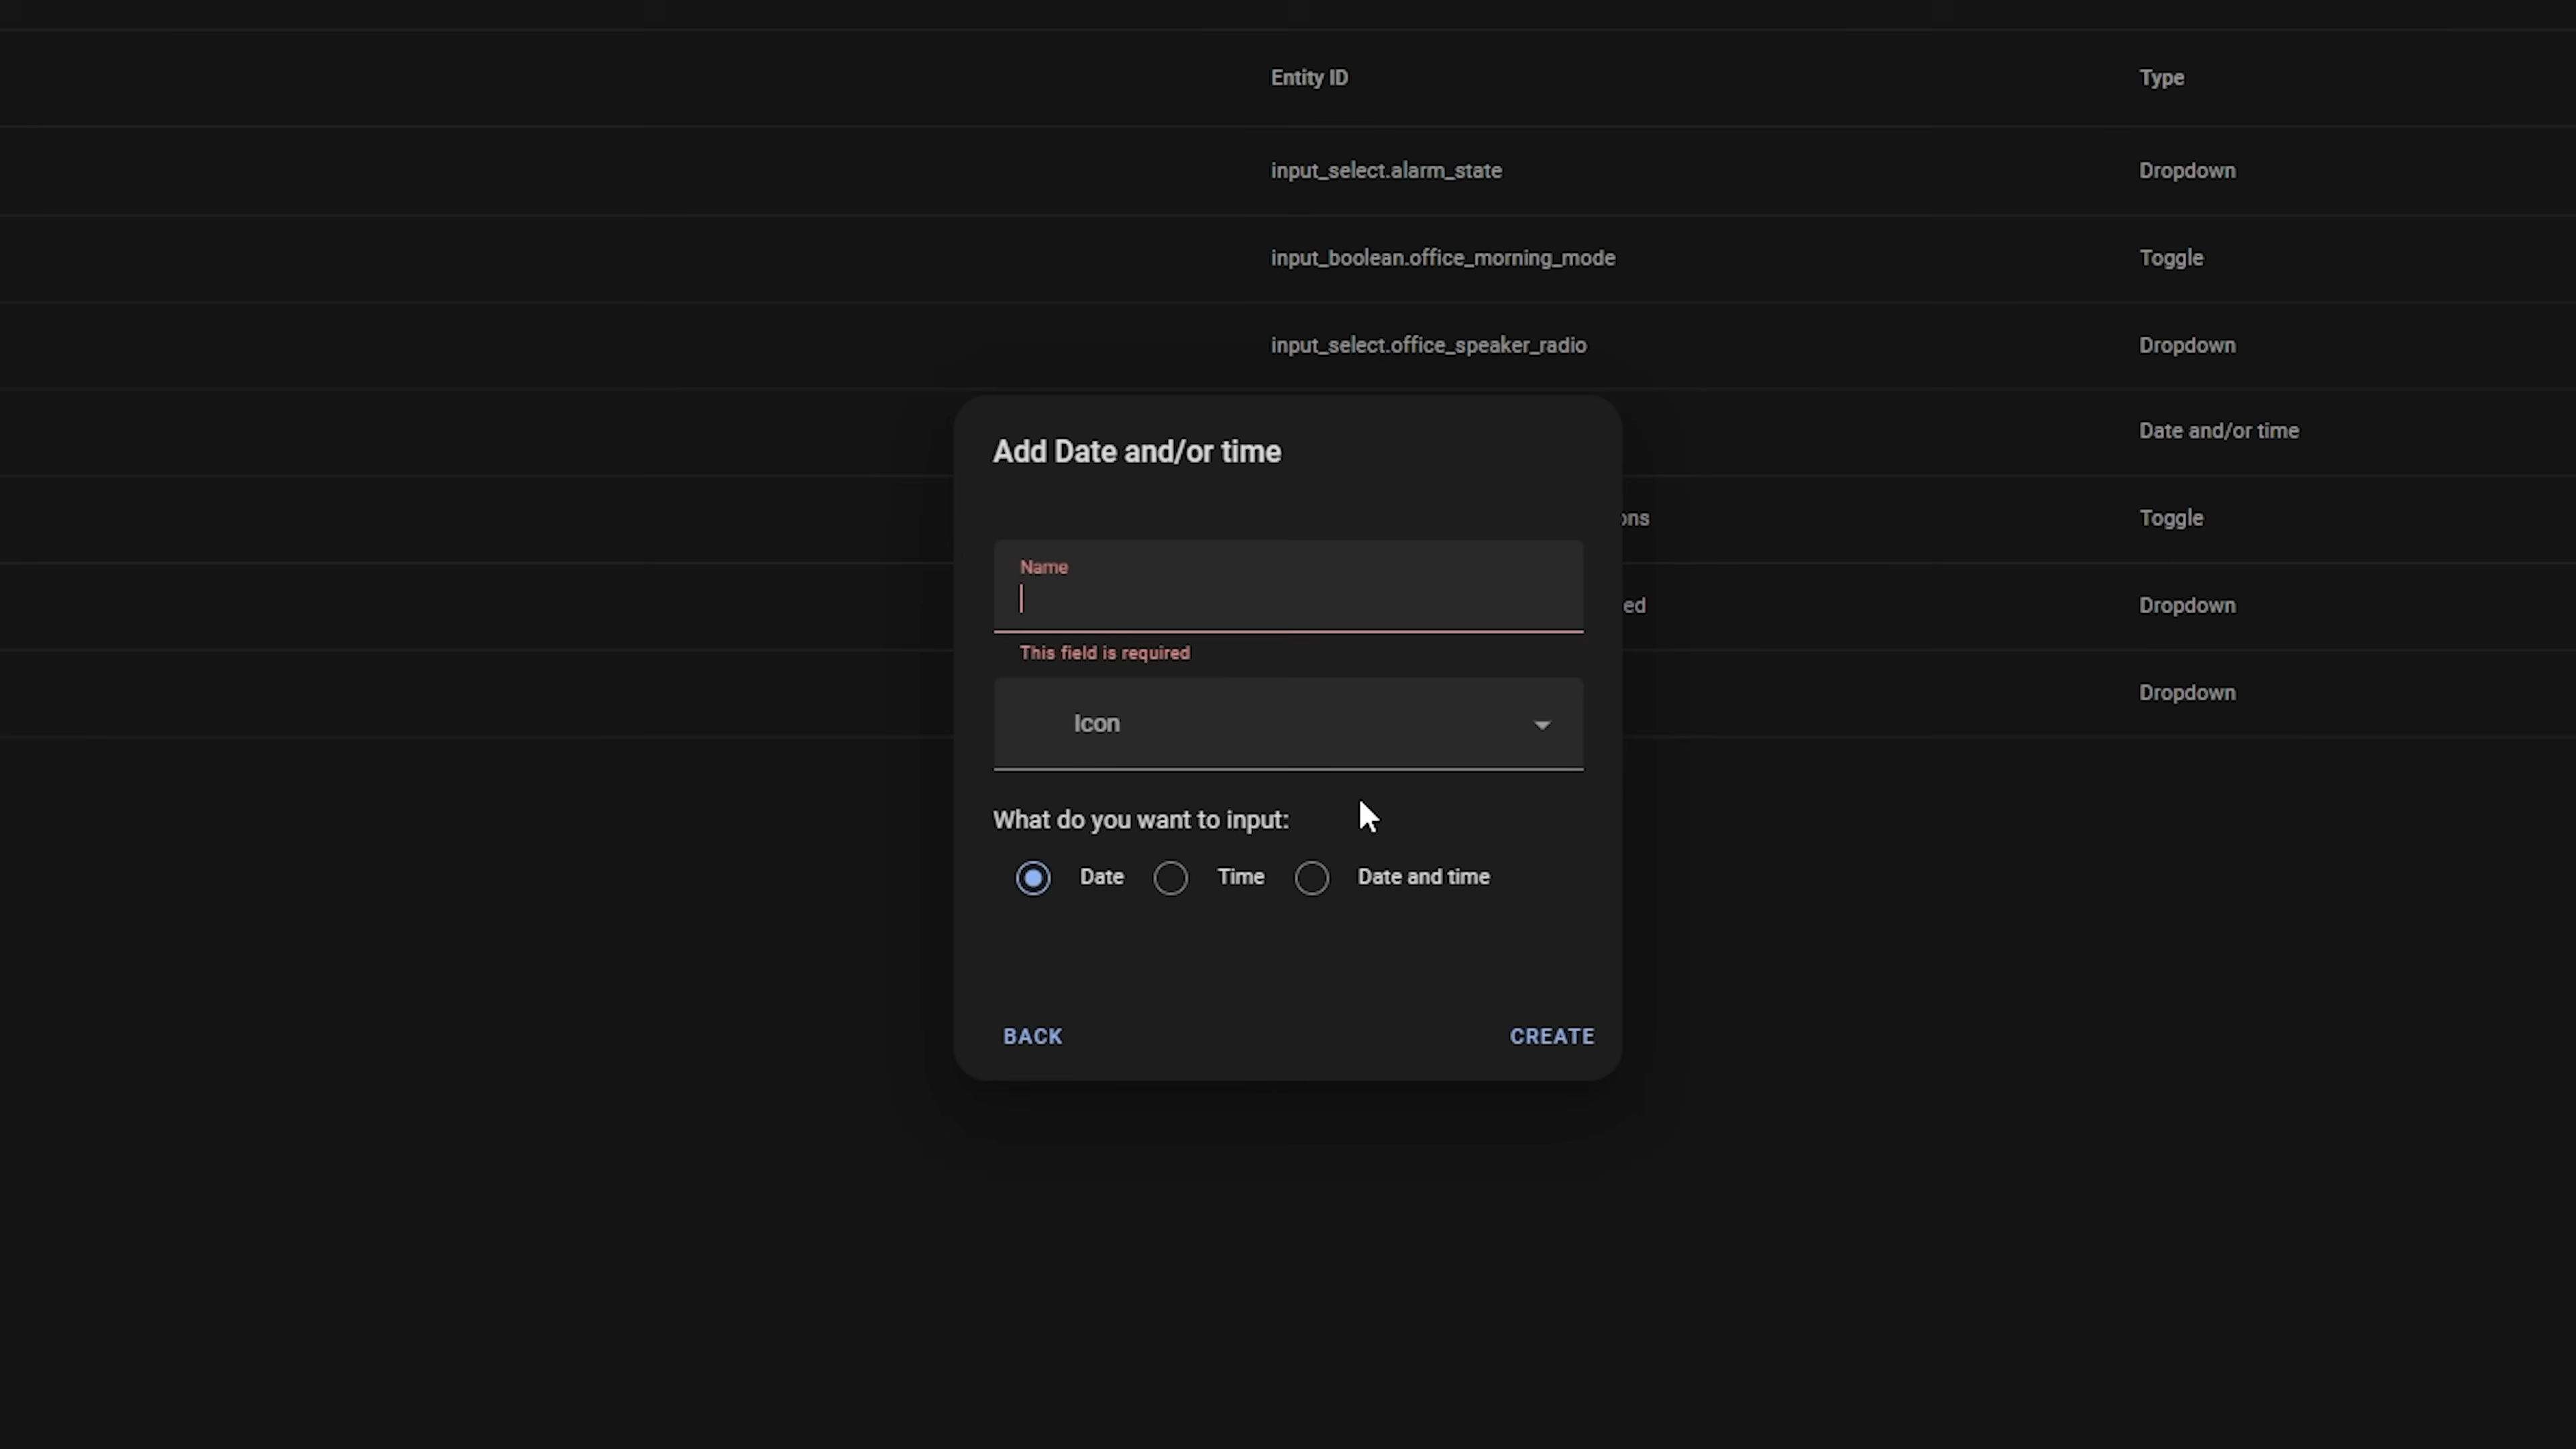 Entity ID Type
input_select.alarm_state Dropdown
input_boolean.office_morning_mode Toggle
input_select.office_speaker_radio Dropdown
Date and/or time
Toggle
Dropdown
Dropdown
Add Date and/or time
Name
This field is required
Icon
What do you want to input:
Date Time Date and time
BACK CREATE